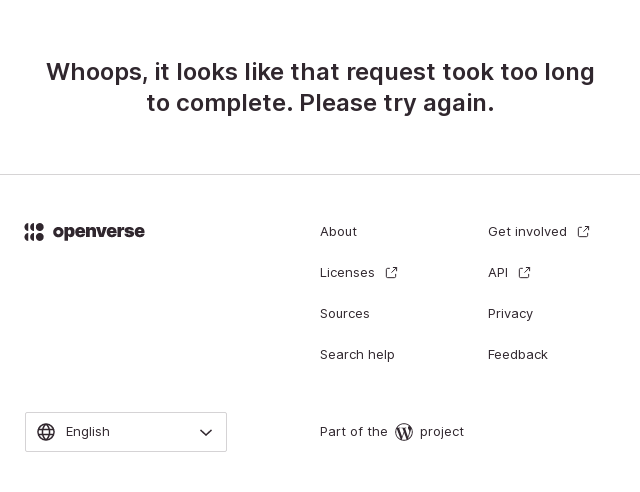 Whoops, it looks like that request took too long
to complete. Please try again.
openverse
About
Get involved
Licenses
API
Sources
Privacy
Search help
Feedback
English
Part of the project